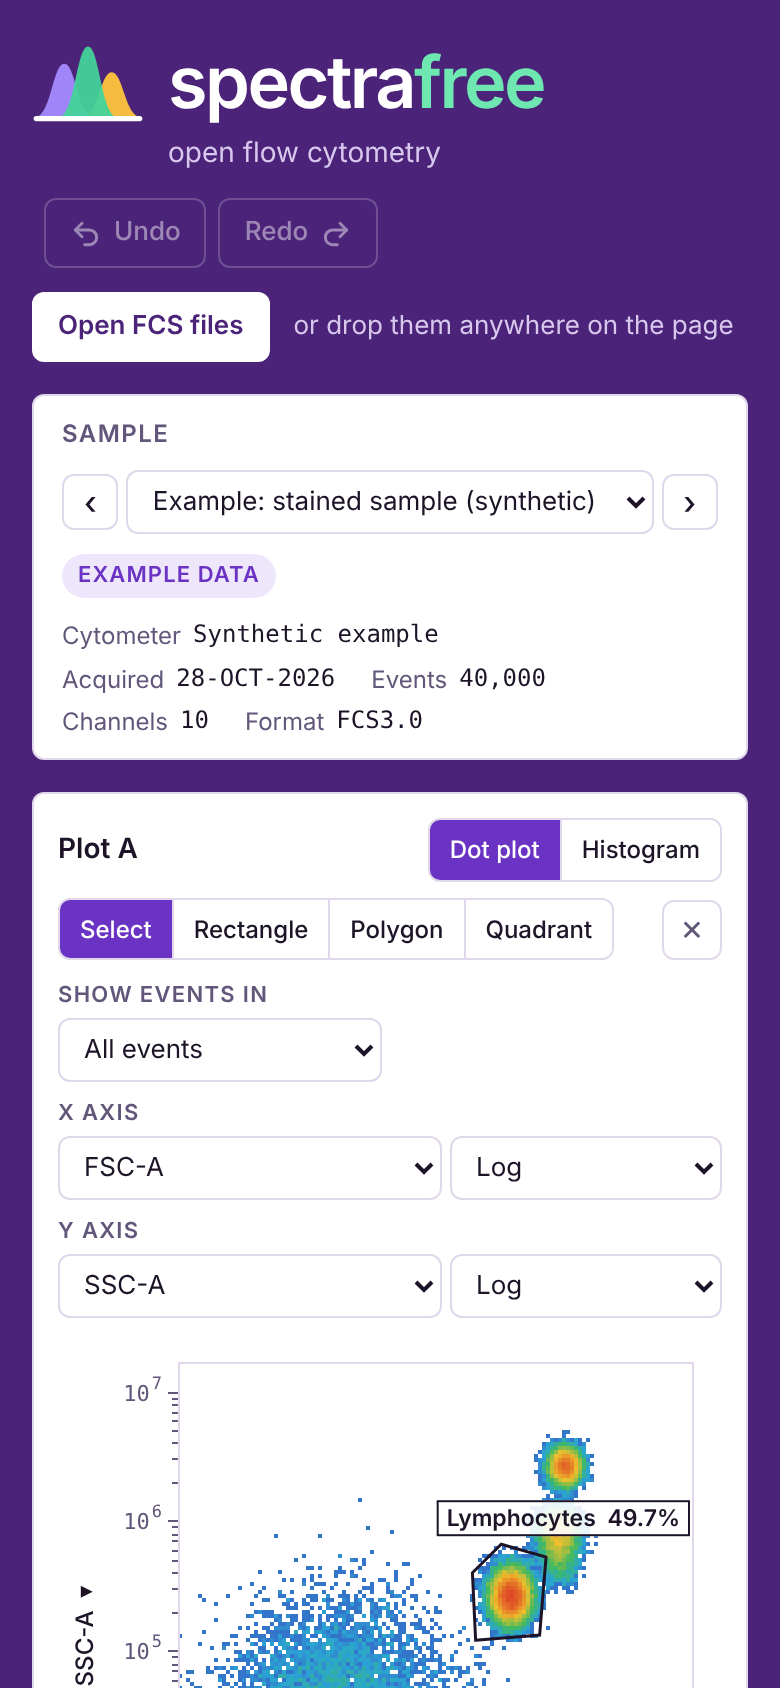 spectrafree
open flow cytometry
Undo Redo
Open FCS files or drop them anywhere on the page
SAMPLE
‹ Example: stained sample (synthetic) ›
EXAMPLE DATA
Cytometer Synthetic example
Acquired 28-OCT-2026 Events 40,000
Channels 10 Format FCS3.0
Plot A Dot plot Histogram
Select Rectangle Polygon Quadrant ×
SHOW EVENTS IN
All events
X AXIS
FSC-A Log
Y AXIS
SSC-A Log
10⁷
10⁶
Lymphocytes 49.7%
10⁵
SSC-A